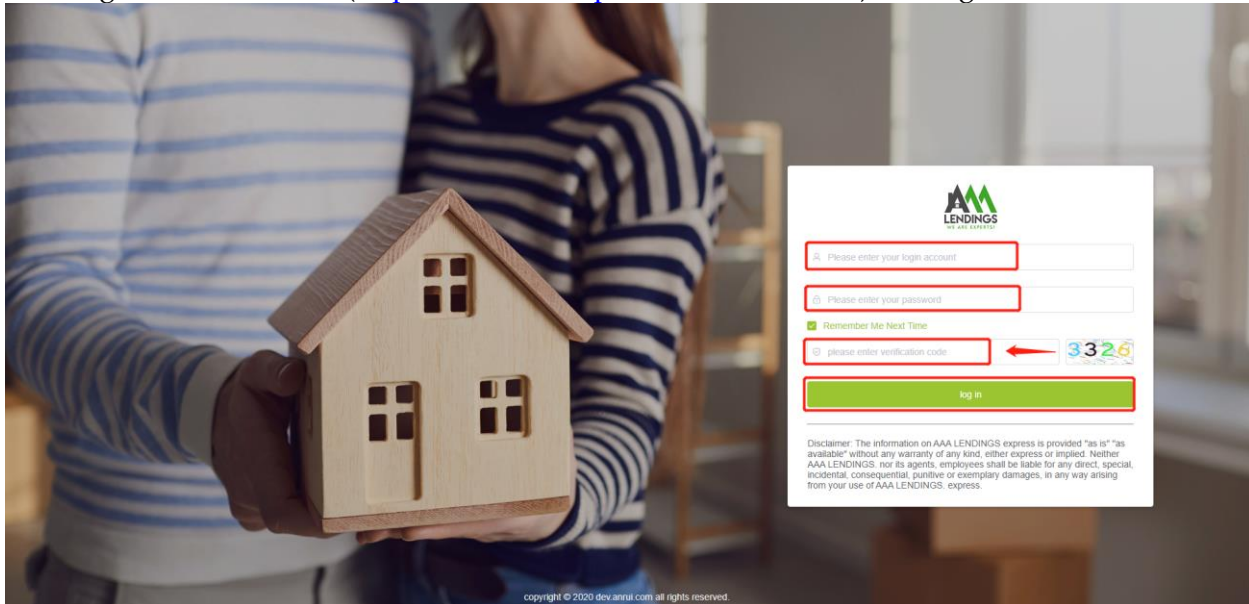 LENDINGS
WE ARE EXPERTS!
Please enter your login account
Please enter your password
Remember Me Next Time
please enter verification code
3326
log in
Disclaimer: The information on AAA LENDINGS express is provided "as is" "as
available" without any warranty of any kind, either express or implied. Neither
AAA LENDINGS. nor its agents, employees shall be liable for any direct, special,
incidental, consequential, punitive or exemplary damages, in any way arising
from your use of AAA LENDINGS. express.
copyright © 2020 dev.anrui.com all rights reserved.